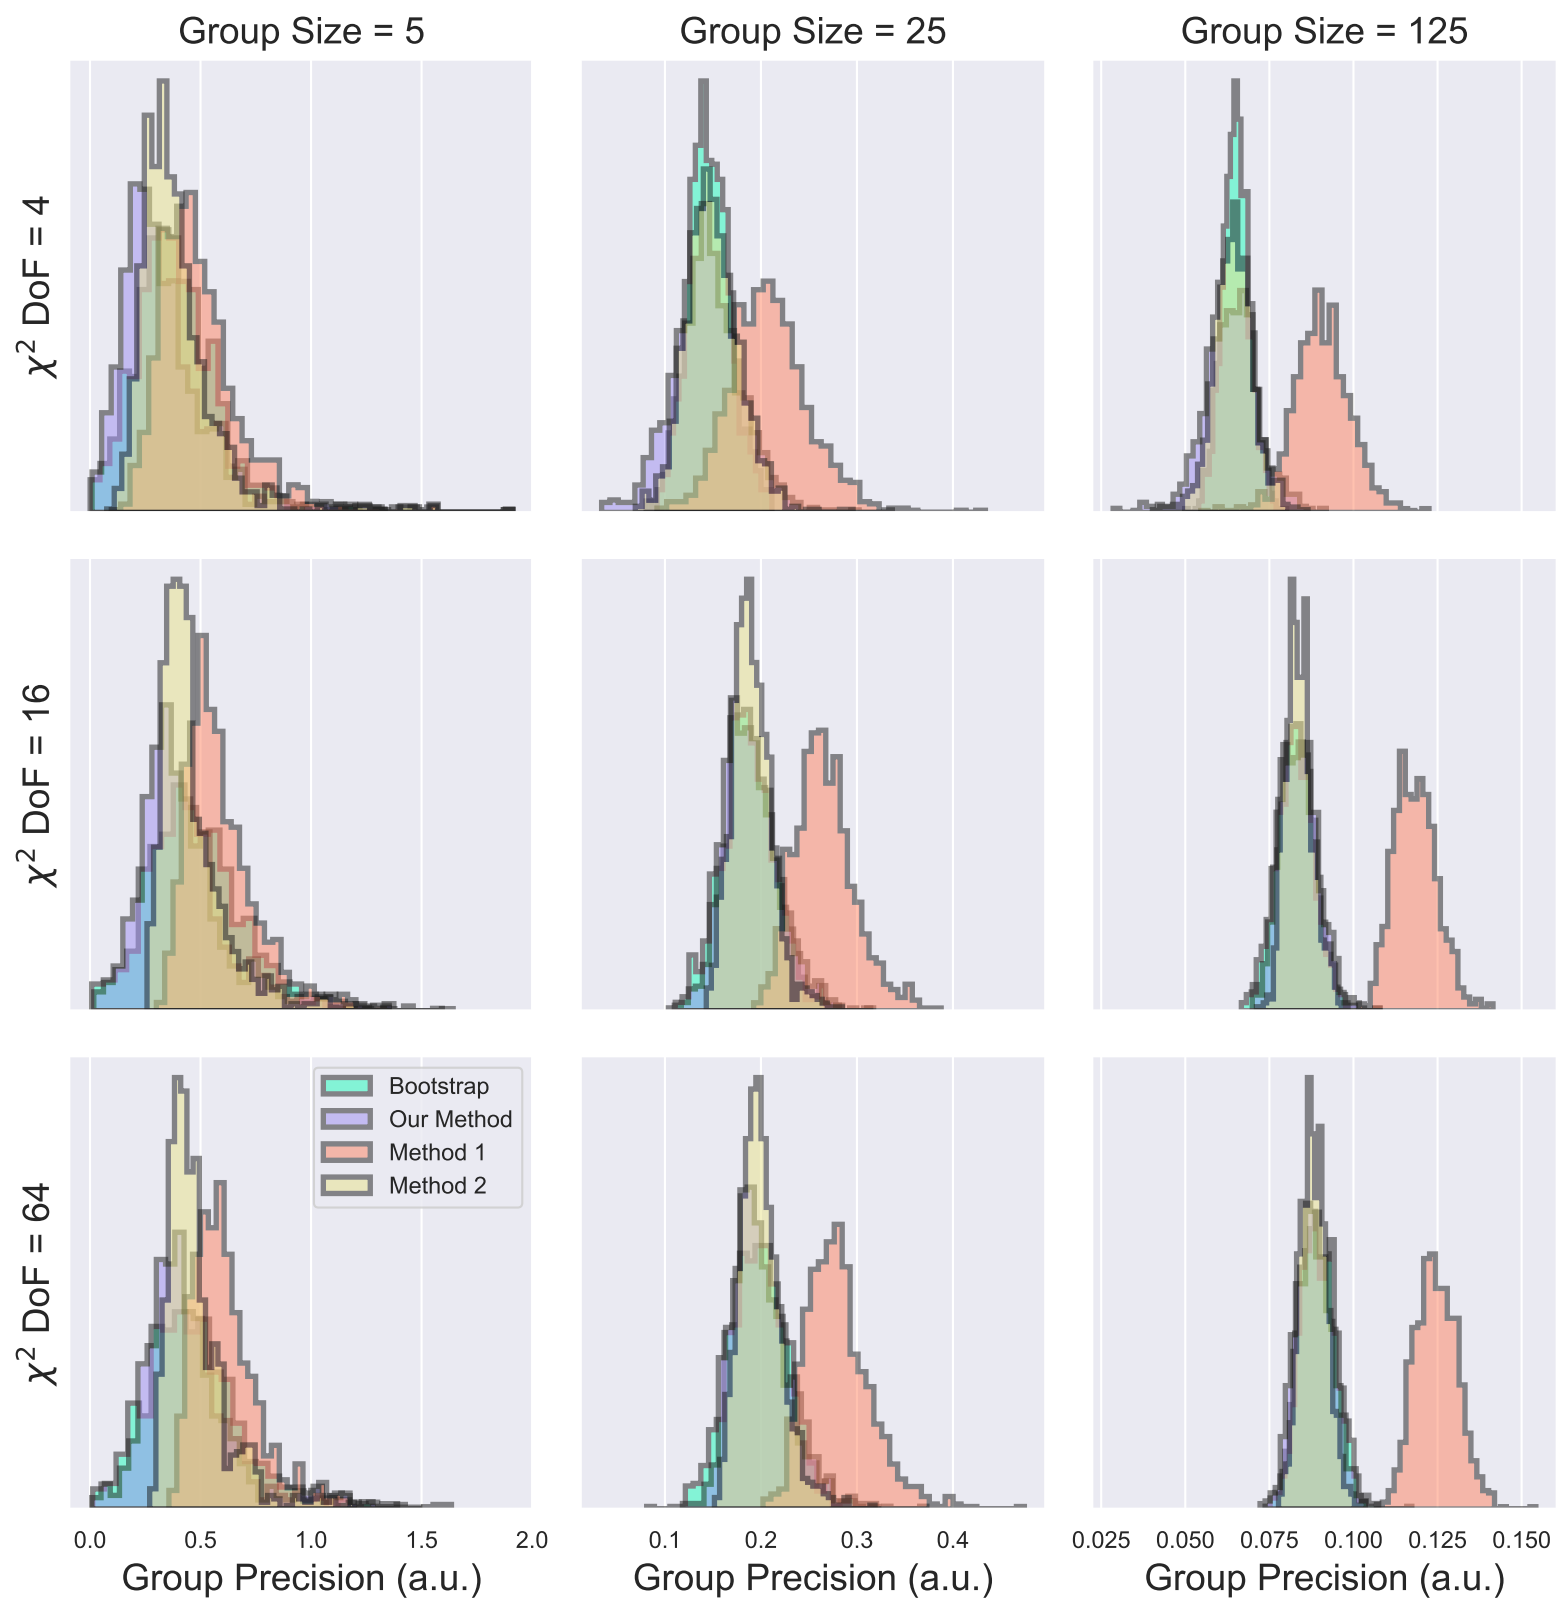 Group Size = 5
Group Size = 25
Group Size = 125
χ² DoF = 4
χ² DoF = 16
χ² DoF = 64
Bootstrap
Our Method
Method 1
Method 2
0.0 0.5 1.0 1.5 2.0
0.1 0.2 0.3 0.4
0.025 0.050 0.075 0.100 0.125 0.150
Group Precision (a.u.)
Group Precision (a.u.)
Group Precision (a.u.)